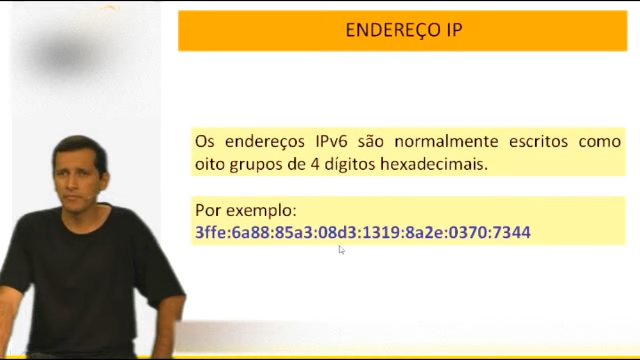 ENDEREÇO IP
Os endereços IPv6 são normalmente escritos como
oito grupos de 4 dígitos hexadecimais.
Por exemplo:
3ffe:6a88:85a3:08d3:1319:8a2e:0370:7344